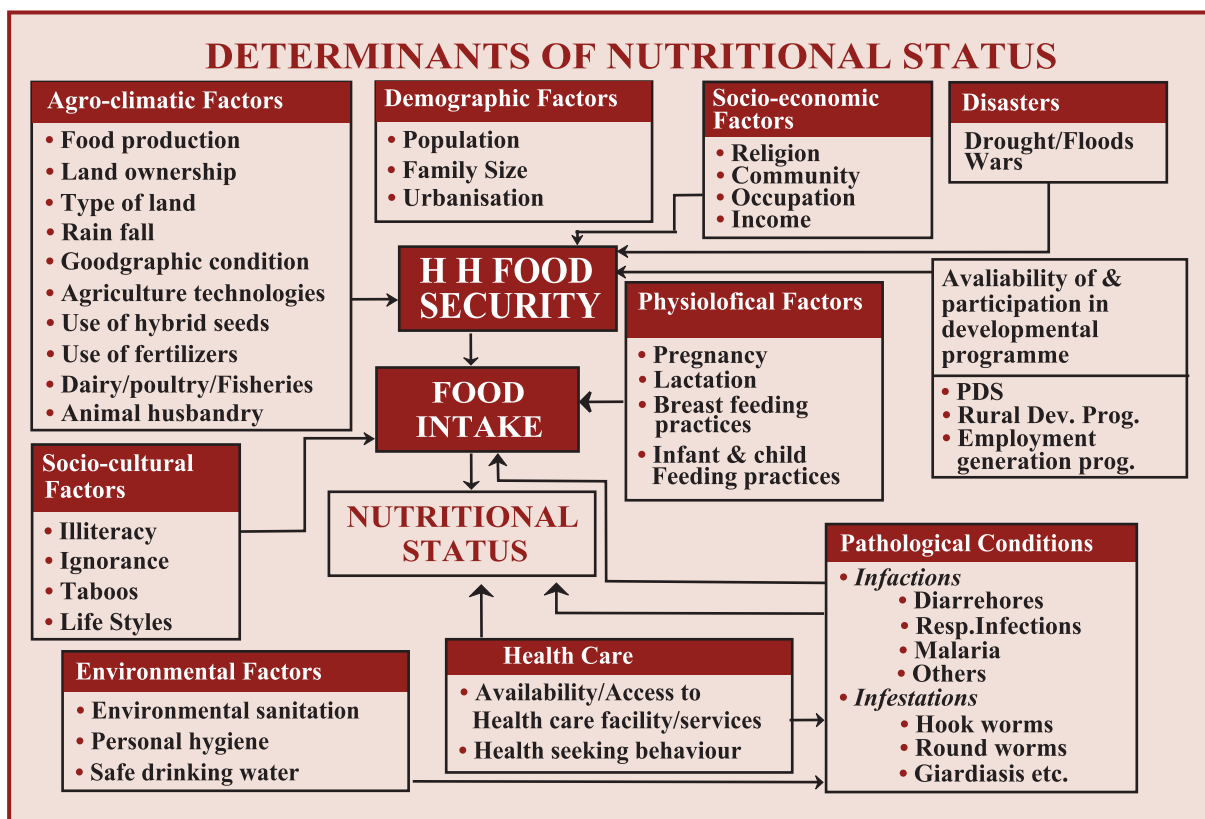 DETERMINANTS OF NUTRITIONAL STATUS
Agro-climatic Factors
• Food production
• Land ownership
• Type of land
• Rain fall
• Goodgraphic condition
• Agriculture technologies
• Use of hybrid seeds
• Use of fertilizers
• Dairy/poultry/Fisheries
• Animal husbandry
Demographic Factors
• Population
• Family Size
• Urbanisation
Socio-economic
Factors
• Religion
• Community
• Occupation
• Income
Disasters
Drought/Floods
Wars
H H FOOD
SECURITY
Avaliability of &
participation in
developmental
programme
• PDS
• Rural Dev. Prog.
• Employment
generation prog.
Physiolofical Factors
• Pregnancy
• Lactation
• Breast feeding
practices
• Infant & child
Feeding practices
FOOD
INTAKE
Socio-cultural
Factors
• Illiteracy
• Ignorance
• Taboos
• Life Styles
NUTRITIONAL
STATUS
Pathological Conditions
• Infactions
• Diarrehores
• Resp.Infections
• Malaria
• Others
• Infestations
• Hook worms
• Round worms
• Giardiasis etc.
Health Care
• Availability/Access to
Health care facility/services
• Health seeking behaviour
Environmental Factors
• Environmental sanitation
• Personal hygiene
• Safe drinking water